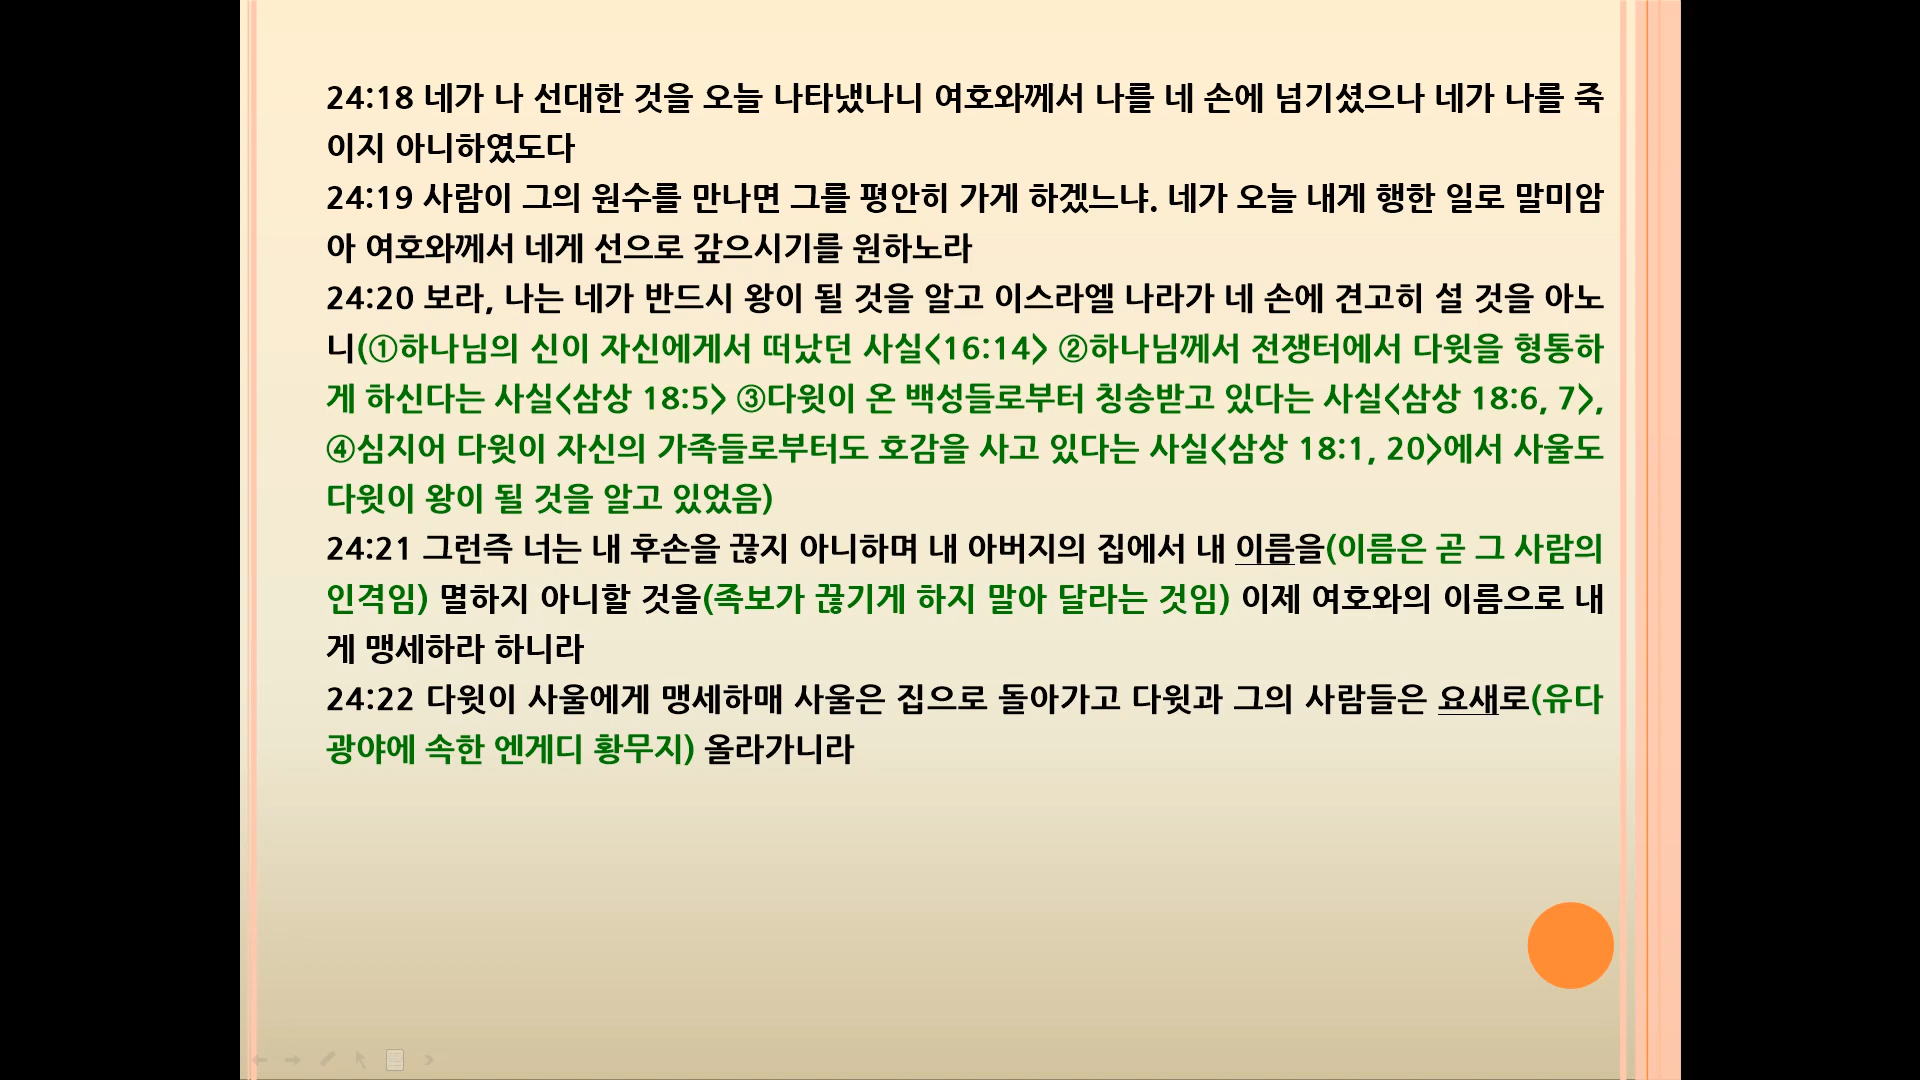 24:18 네가 나 선대한 것을 오늘 나타냈나니 여호와께서 나를 네 손에 넘기셨으나 네가 나를 죽
이지 아니하였도다
24:19 사람이 그의 원수를 만나면 그를 평안히 가게 하겠느냐. 네가 오늘 내게 행한 일로 말미암
아 여호와께서 네게 선으로 갚으시기를 원하노라
24:20 보라, 나는 네가 반드시 왕이 될 것을 알고 이스라엘 나라가 네 손에 견고히 설 것을 아노
니(①하나님의 신이 자신에게서 떠났던 사실<16:14> ②하나님께서 전쟁터에서 다윗을 형통하
게 하신다는 사실<삼상 18:5> ③다윗이 온 백성들로부터 칭송받고 있다는 사실<삼상 18:6, 7>,
④심지어 다윗이 자신의 가족들로부터도 호감을 사고 있다는 사실<삼상 18:1, 20>에서 사울도
다윗이 왕이 될 것을 알고 있었음)
24:21 그런즉 너는 내 후손을 끊지 아니하며 내 아버지의 집에서 내 이름을(이름은 곧 그 사람의
인격임) 멸하지 아니할 것을(족보가 끊기게 하지 말아 달라는 것임) 이제 여호와의 이름으로 내
게 맹세하라 하니라
24:22 다윗이 사울에게 맹세하매 사울은 집으로 돌아가고 다윗과 그의 사람들은 요새로(유다
광야에 속한 엔게디 황무지) 올라가니라